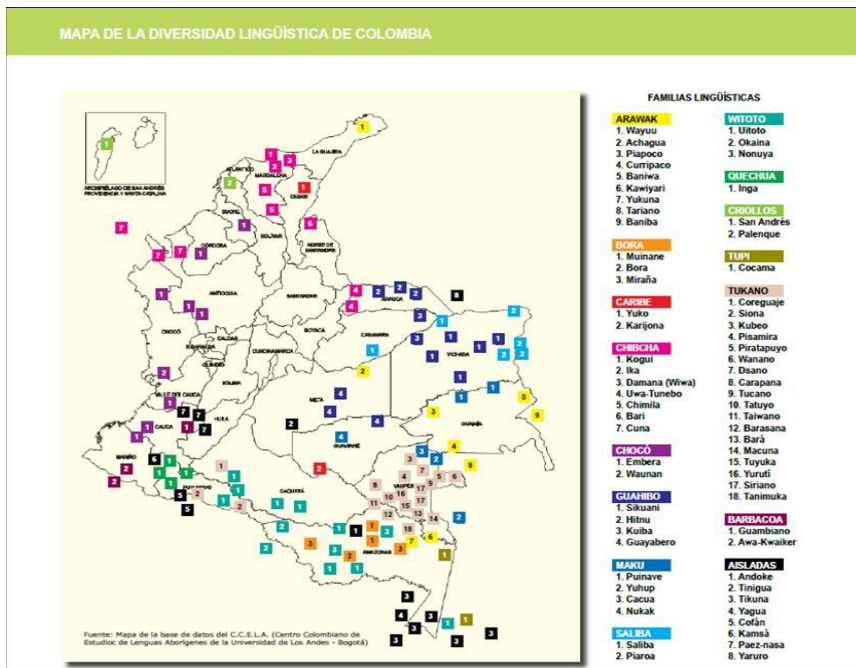 MAPA DE LA DIVERSIDAD LINGÜÍSTICA DE COLOMBIA
FAMILIAS LINGÜÍSTICAS
ARAWAK
1. Wayuu
2. Achagua
3. Piapoco
4. Curripaco
5. Baniwa
6. Kawiyari
7. Yukuna
8. Tariano
9. Baniba
BORA
1. Muinane
2. Bora
3. Miraña
CARIBE
1. Yuko
2. Karijona
CHIBCHA
1. Kogui
2. Ika
3. Damana (Wiwa)
4. Uwa-Tunebo
5. Chimila
6. Bari
7. Cuna
CHOCÓ
1. Embera
2. Waunan
GUAHIBO
1. Sikuani
2. Hitnu
3. Kuiba
4. Guayabero
MAKU
1. Puinave
2. Yuhup
3. Cacua
4. Nukak
SALIBA
1. Saliba
2. Piaroa
WITOTO
1. Uitoto
2. Okaina
3. Nonuya
QUECHUA
1. Inga
CRIOLLOS
1. San Andrés
2. Palenque
TUPI
1. Cocama
TUKANO
1. Coreguaje
2. Siona
3. Kubeo
4. Pisamira
5. Piratapuyo
6. Wanano
7. Dsano
8. Carapana
9. Tucano
10. Tatuyo
11. Taiwano
12. Barasana
13. Bará
14. Macuna
15. Tuyuka
16. Yurutí
17. Siriano
18. Tanimuka
BARBACOA
1. Guambiano
2. Awa-Kwaiker
AISLADAS
1. Andoke
2. Tinigua
3. Tikuna
4. Yagua
5. Cofán
6. Kamsá
7. Paez-nasa
8. Yaruro
ARCHIPIÉLAGO DE SAN ANDRÉS
PROVIDENCIA Y SANTA CATALINA
LA GUAJIRA
ATLÁNTICO
MAGDALENA
CESAR
SUCRE
CÓRDOBA
BOLÍVAR
NORTE DE
SANTANDER
ANTIOQUIA
SANTANDER
ARAUCA
CHOCÓ
BOYACÁ
CASANARE
CALDAS
RISARALDA
CUNDINAMARCA
VICHADA
QUINDÍO
TOLIMA
VALLE DEL CAUCA
META
HUILA
CAUCA
GUANÍA
GUAVIARE
NARIÑO
CAQUETÁ
VAUPÉS
AMAZONAS
Fuente: Mapa de la base de datos del C.C.E.L.A. (Centro Colombiano de
Estudios de Lenguas Aborígenes de la Universidad de Los Andes - Bogotá)